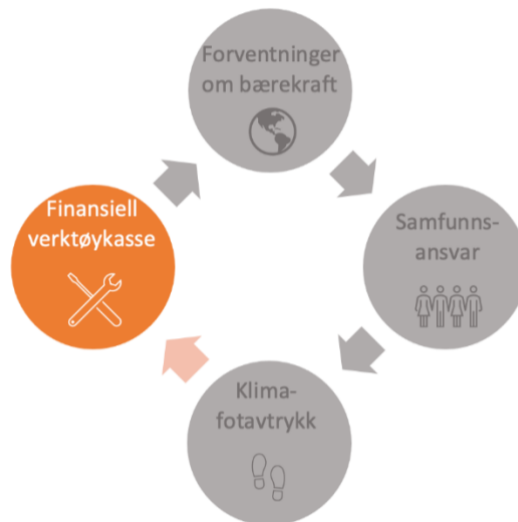 Forventninger
om bærekraft
Samfunns-
ansvar
Klima-
fotavtrykk
Finansiell
verktøykasse